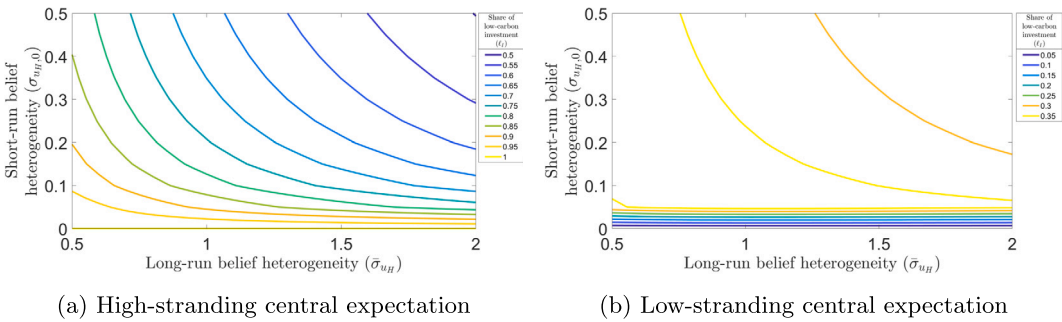 0.5
0.4
0.3
0.2
0.1
0
Short-run belief
heterogeneity (σ_{u_H,0})
0.5
1
1.5
2
Long-run belief heterogeneity (σ̄_{u_H})
Share of
low-carbon
investment
(ℓ_t)
0.5
0.55
0.6
0.65
0.7
0.75
0.8
0.85
0.9
0.95
1
(a) High-stranding central expectation
0.5
0.4
0.3
0.2
0.1
0
Short-run belief
heterogeneity (σ_{u_H,0})
0.5
1
1.5
2
Long-run belief heterogeneity (σ̄_{u_H})
Share of
low-carbon
investment
(ℓ_t)
0.05
0.1
0.15
0.2
0.25
0.3
0.35
(b) Low-stranding central expectation